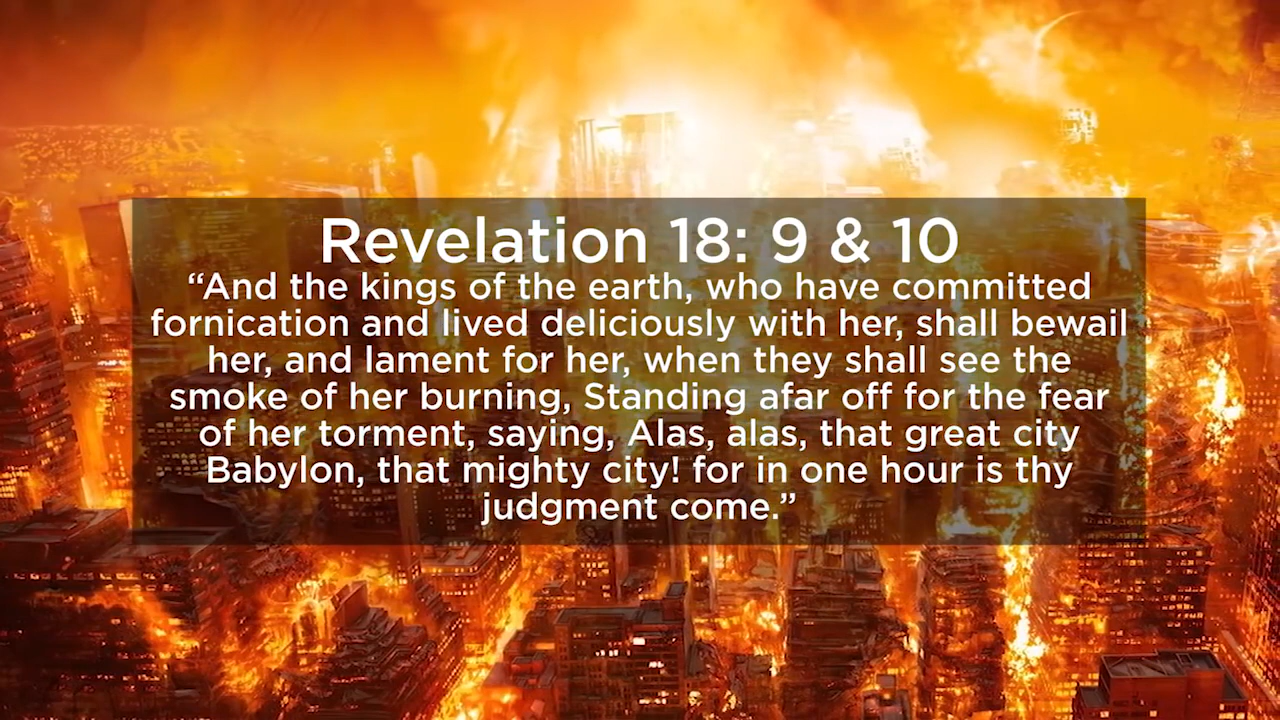 Revelation 18: 9 & 10
“And the kings of the earth, who have committed
fornication and lived deliciously with her, shall bewail
her, and lament for her, when they shall see the
smoke of her burning, Standing afar off for the fear
of her torment, saying, Alas, alas, that great city
Babylon, that mighty city! for in one hour is thy
judgment come.”